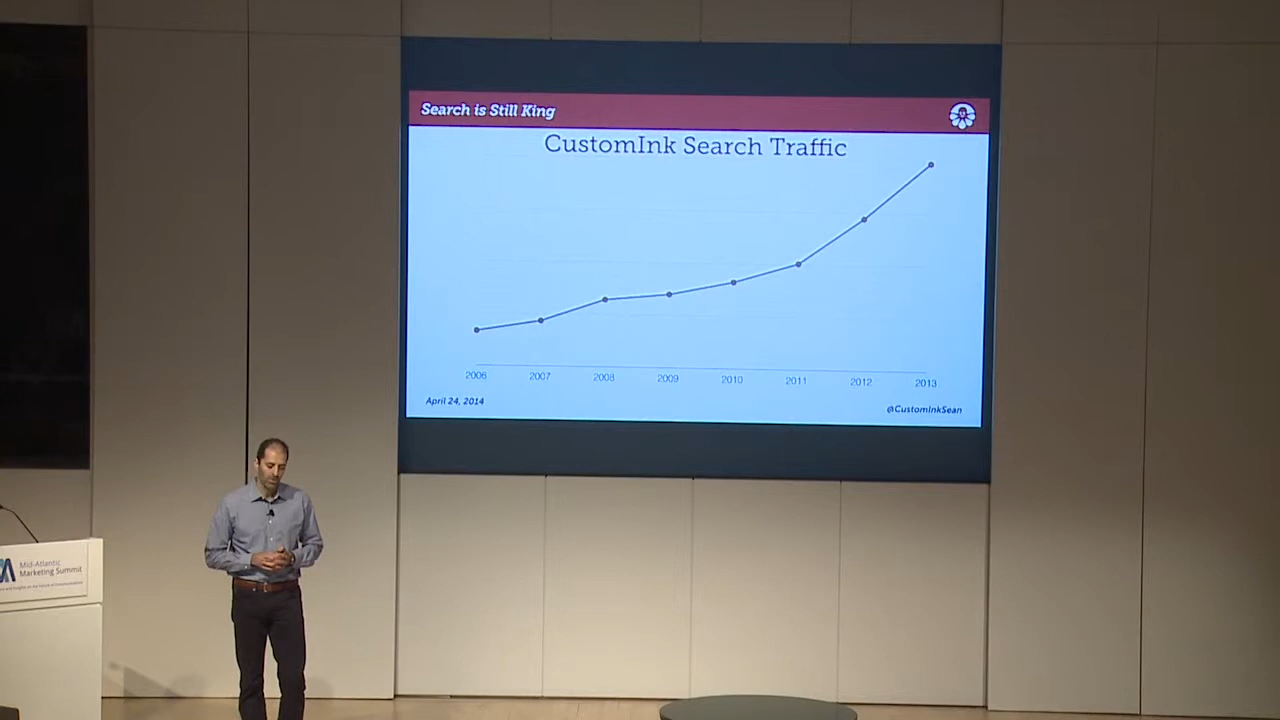 Search is Still King
CustomInk Search Traffic
2006 2007 2008 2009 2010 2011 2012 2013
April 24, 2014
@CustomInkSean
Mid-Atlantic
Marketing Summit